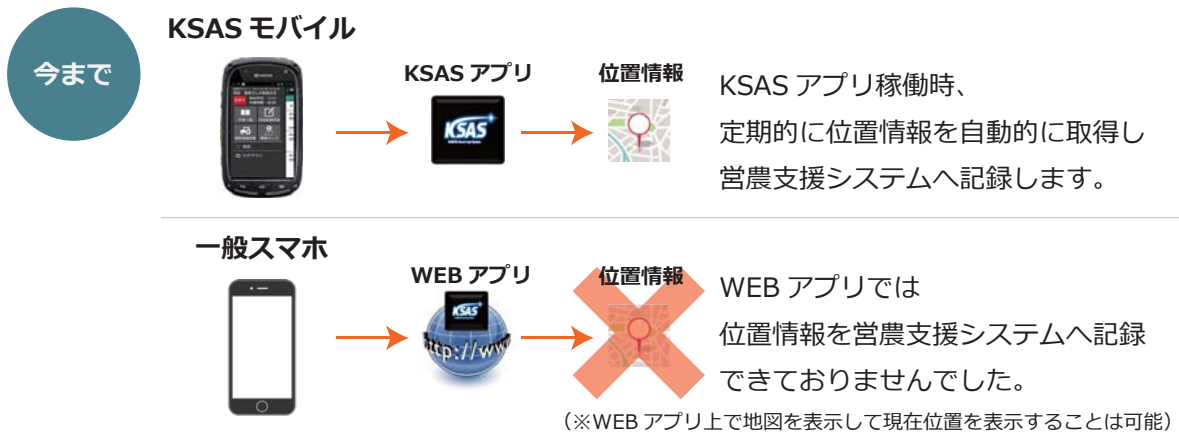 今まで
KSAS モバイル
KSAS アプリ
位置情報
KSAS
KSAS アプリ稼働時、
定期的に位置情報を自動的に取得し
営農支援システムへ記録します。
一般スマホ
WEB アプリ
位置情報
KSAS
http://www
WEB アプリでは
位置情報を営農支援システムへ記録
できておりませんでした。
（※WEB アプリ上で地図を表示して現在位置を表示することは可能）